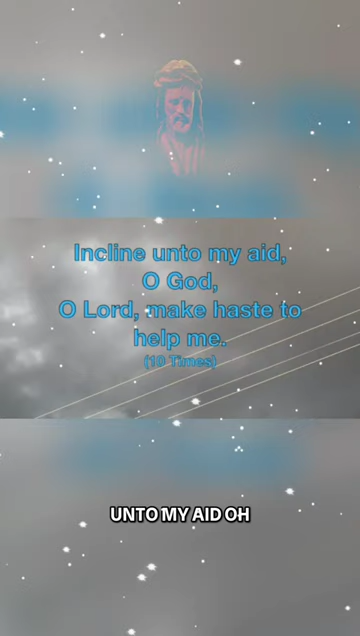 Incline unto my aid,
O God,
O Lord, make haste to
help me.
(10 Times)
UNTO MY AID OH